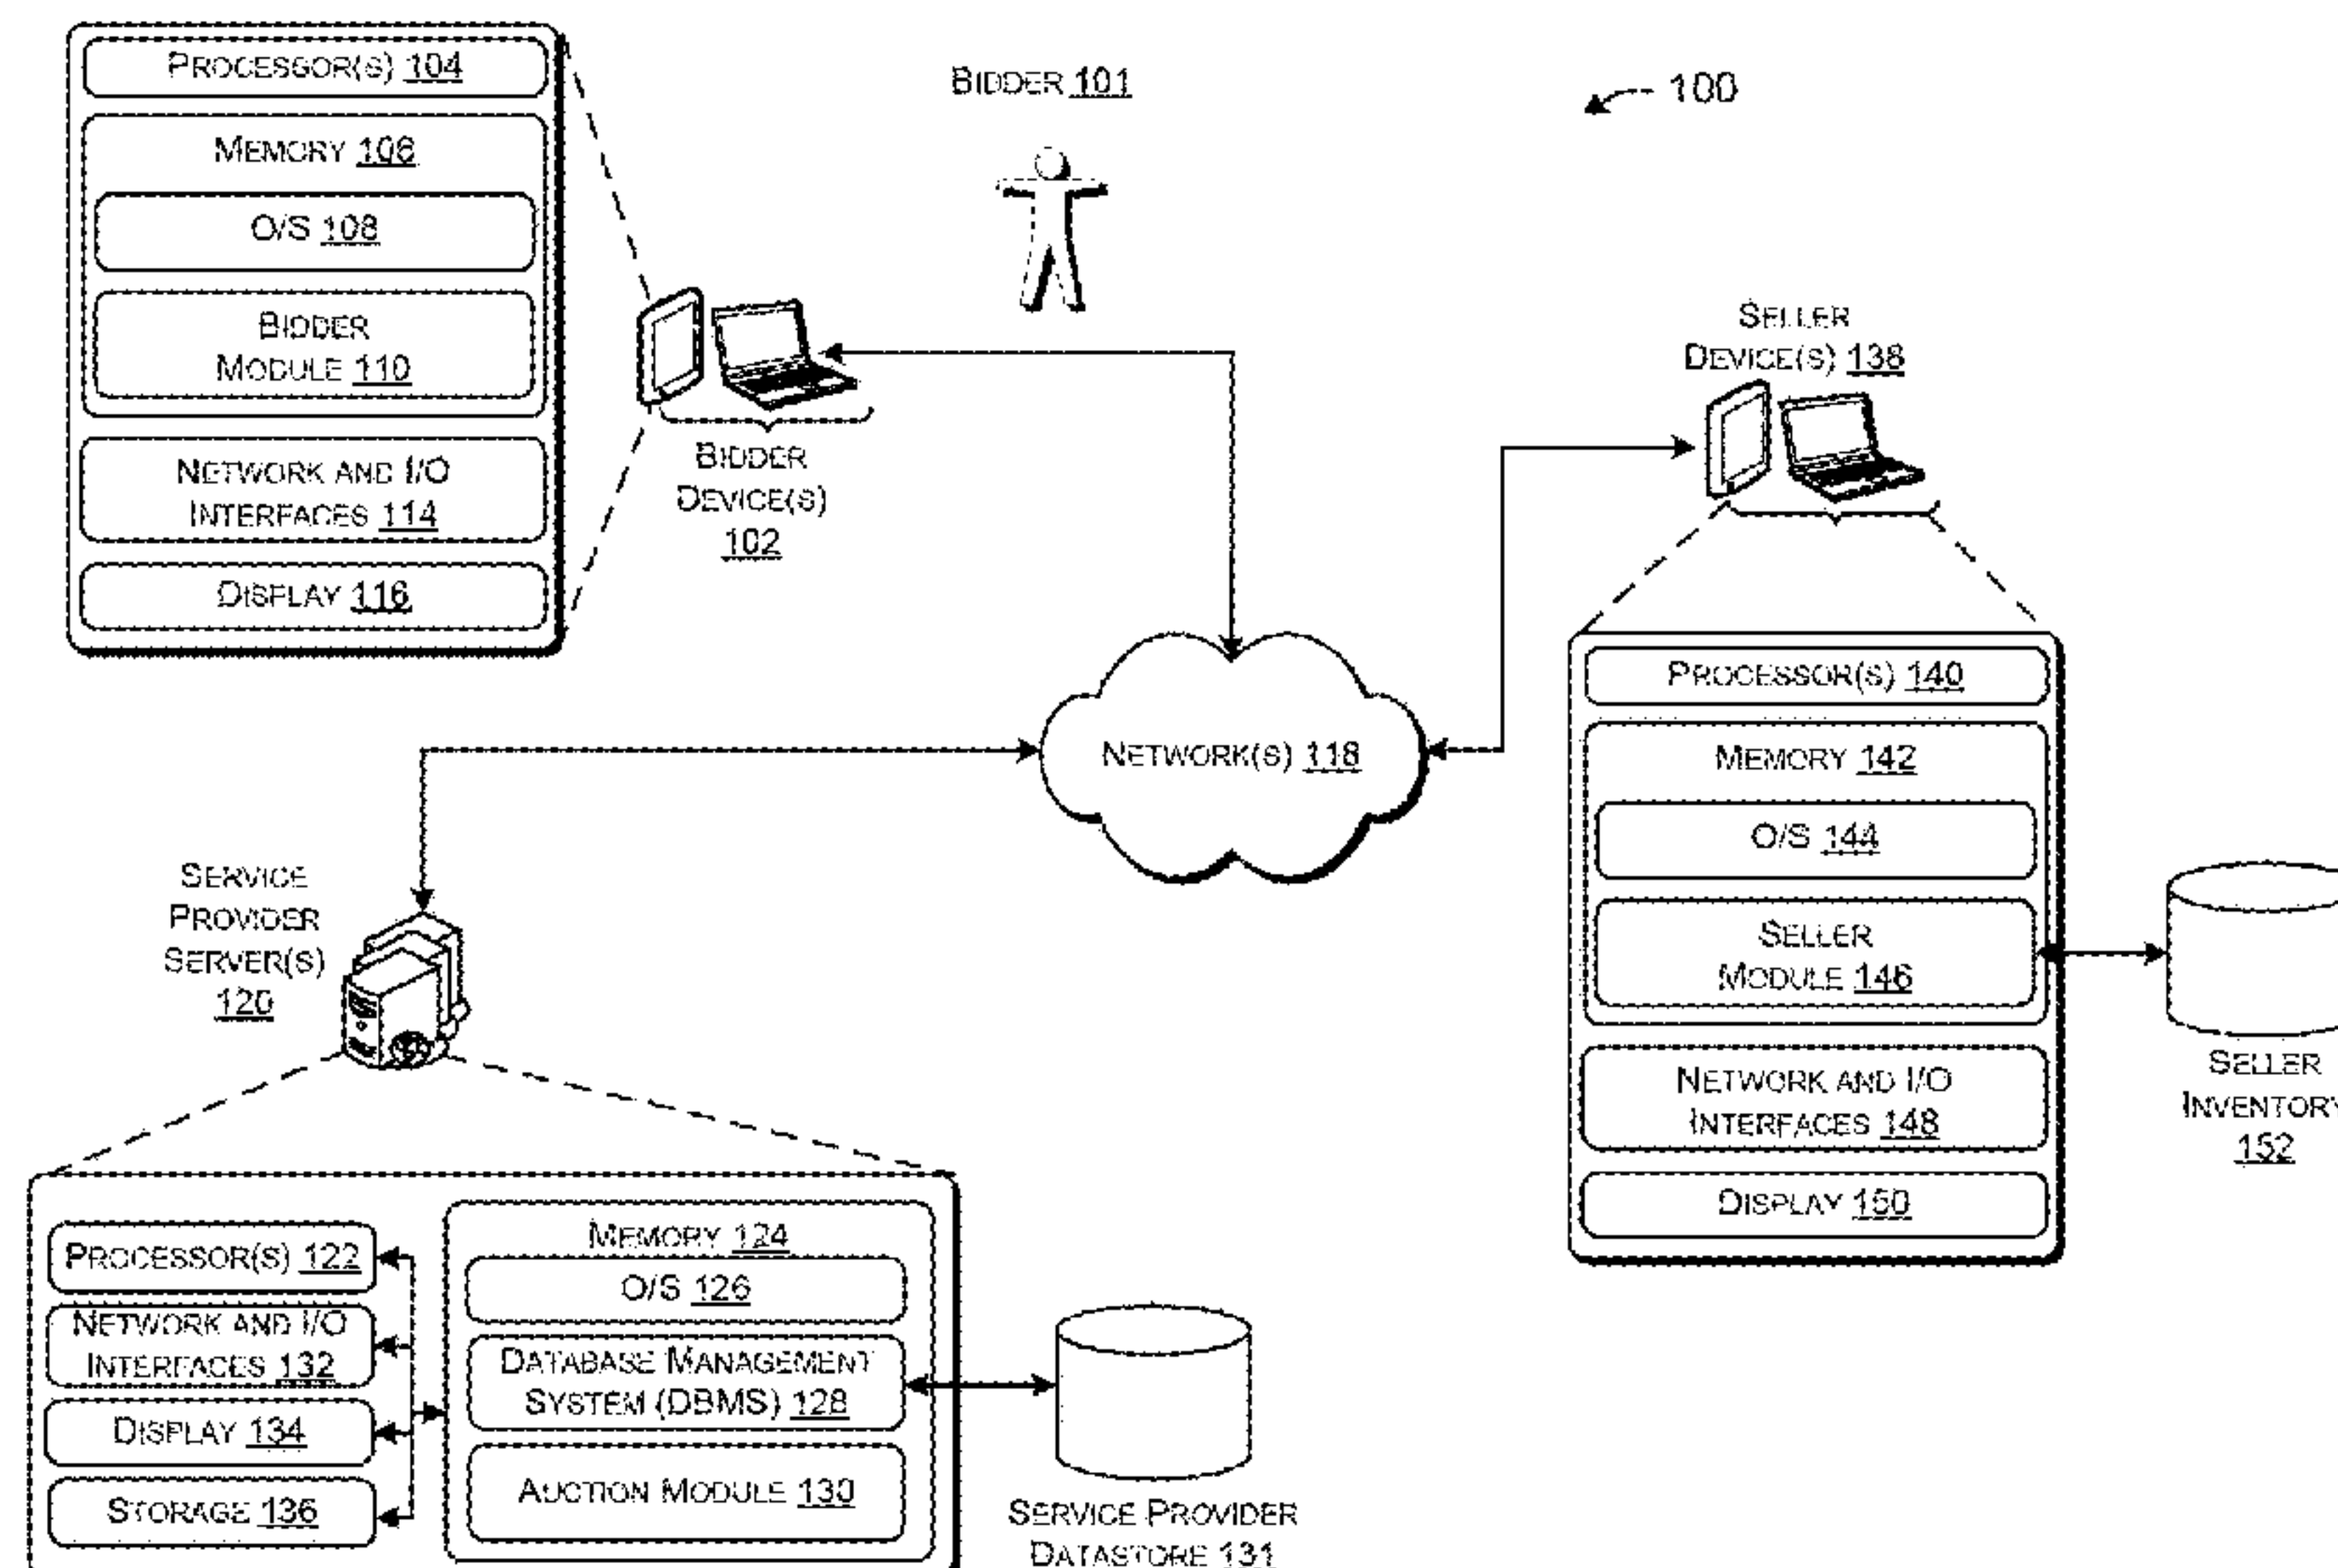 PROCESSOR(S) 104
MEMORY 106
O/S 108
BIDDER
MODULE 110
NETWORK AND I/O
INTERFACES 114
DISPLAY 116
BIDDER 101
100
BIDDER
DEVICE(S)
102
SELLER
DEVICE(S) 138
NETWORK(S) 118
PROCESSOR(S) 140
MEMORY 142
O/S 144
SELLER
MODULE 146
NETWORK AND I/O
INTERFACES 148
DISPLAY 150
SELLER
INVENTORY
152
SERVICE
PROVIDER
SERVER(S)
120
PROCESSOR(S) 122
NETWORK AND I/O
INTERFACES 132
DISPLAY 134
STORAGE 136
MEMORY 124
O/S 126
DATABASE MANAGEMENT
SYSTEM (DBMS) 128
AUCTION MODULE 130
SERVICE PROVIDER
DATASTORE 131